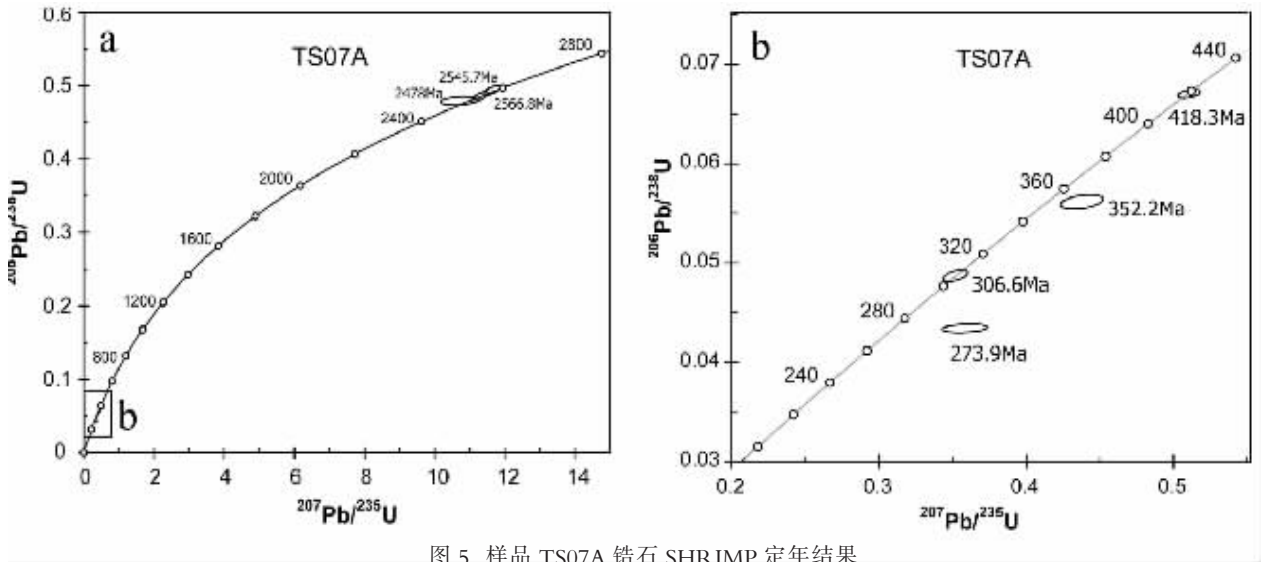 a
TS07A
2545.7Ma
2478Ma
2566.8Ma
2800
2400
2000
1600
1200
800
b
0.6
0.5
0.4
0.3
0.2
0.1
0
0 2 4 6 8 10 12 14
²⁰⁶Pb/²³⁸U
²⁰⁷Pb/²³⁵U
b
TS07A
440
418.3Ma
400
360
352.2Ma
320
306.6Ma
280
273.9Ma
240
0.07
0.06
0.05
0.04
0.03
0.2 0.3 0.4 0.5
²⁰⁶Pb/²³⁸U
²⁰⁷Pb/²³⁵U
图 5 样品 TS07A 锆石 SHRIMP 定年结果